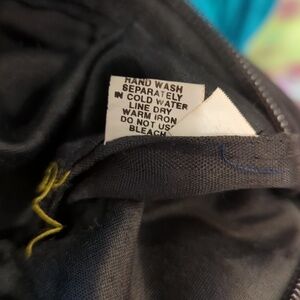 HAND WASH
SEPARATELY
IN COLD WATER
LINE DRY
WARM IRON
DO NOT USE
BLEACH